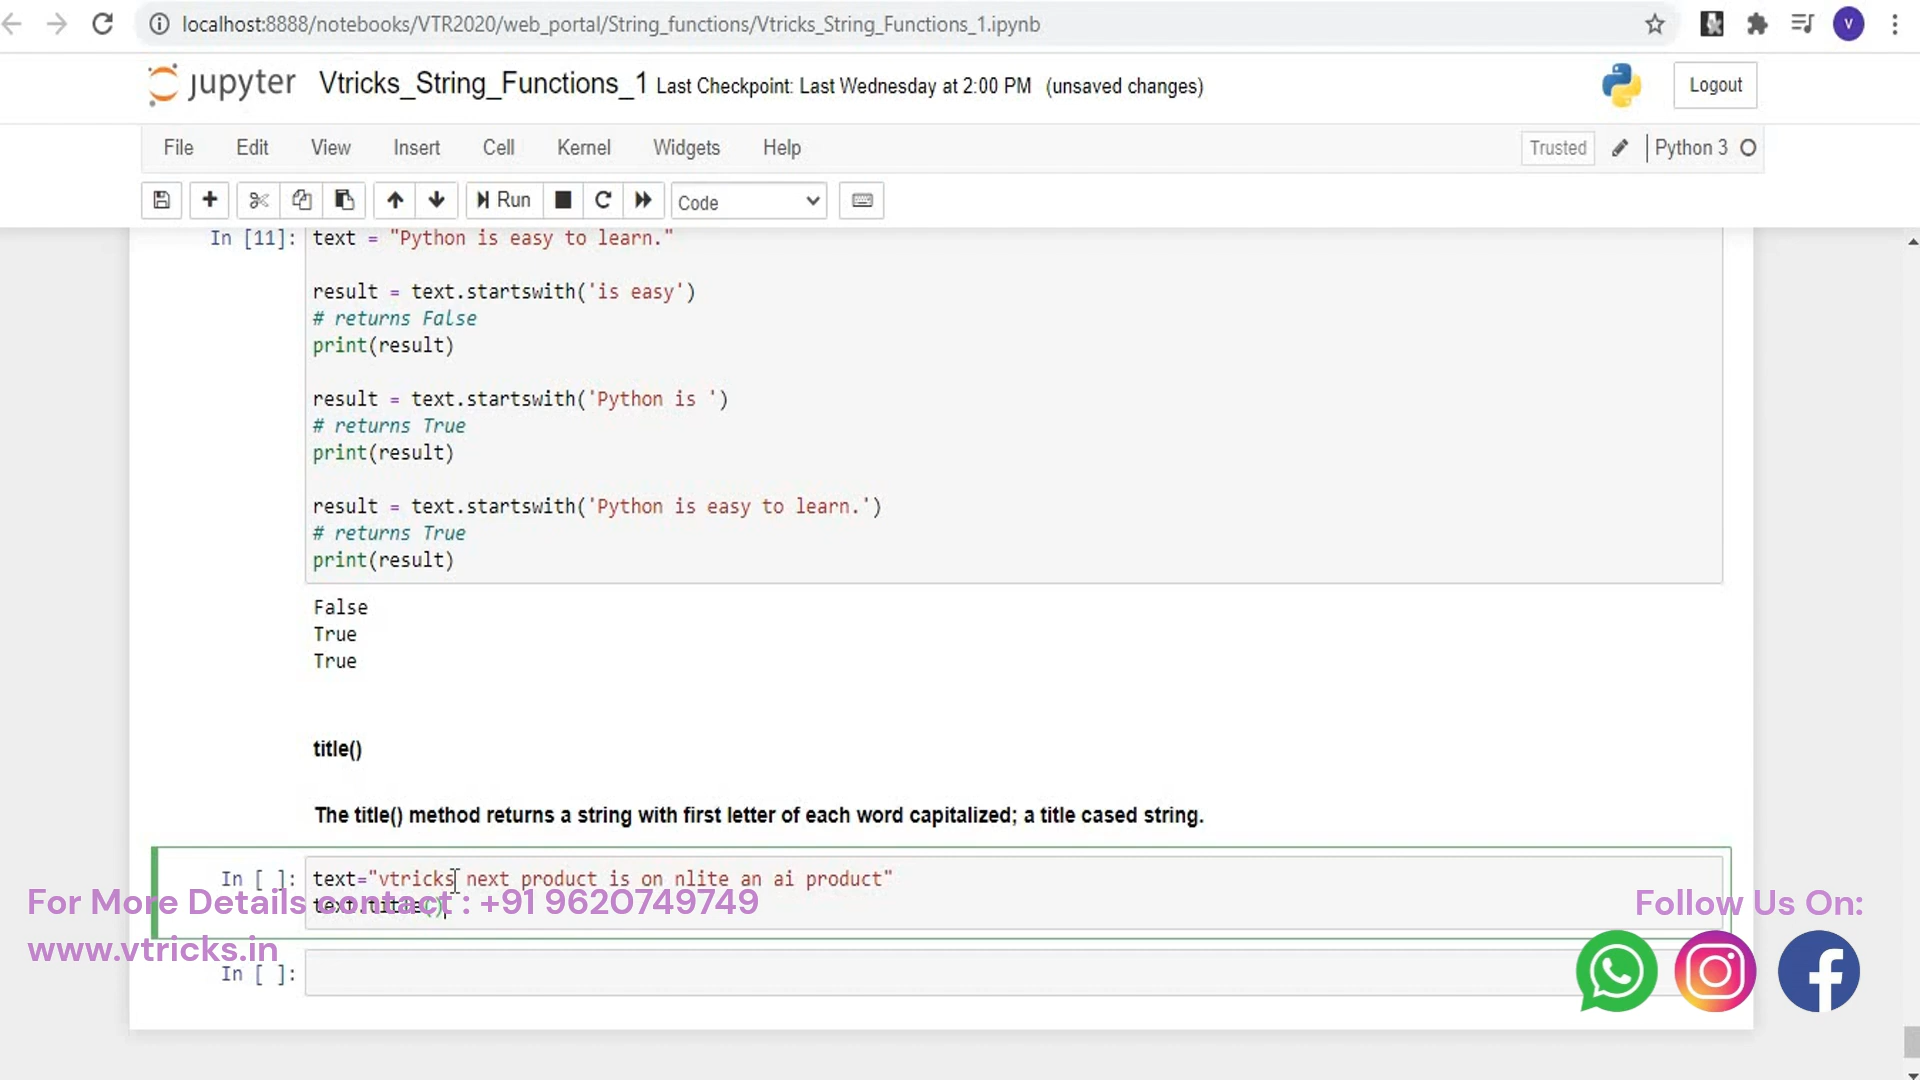 localhost:8888/notebooks/VTR2020/web_portal/String_functions/Vtricks_String_Functions_1.ipynb
V
jupyter Vtricks_String_Functions_1 Last Checkpoint: Last Wednesday at 2:00 PM (unsaved changes)
Logout
File Edit View Insert Cell Kernel Widgets Help
Trusted Python 3
Run Code
In [11]: text = "Python is easy to learn."
result = text.startswith('is easy')
# returns False
print(result)
result = text.startswith('Python is ')
# returns True
print(result)
result = text.startswith('Python is easy to learn.')
# returns True
print(result)
False
True
True
title()
The title() method returns a string with first letter of each word capitalized; a title cased string.
In [ ]: text="vtricks next product is on nlite an ai product"
text.title()
For More Details contact : +91 9620749749
Follow Us On:
www.vtricks.in
In [ ]: